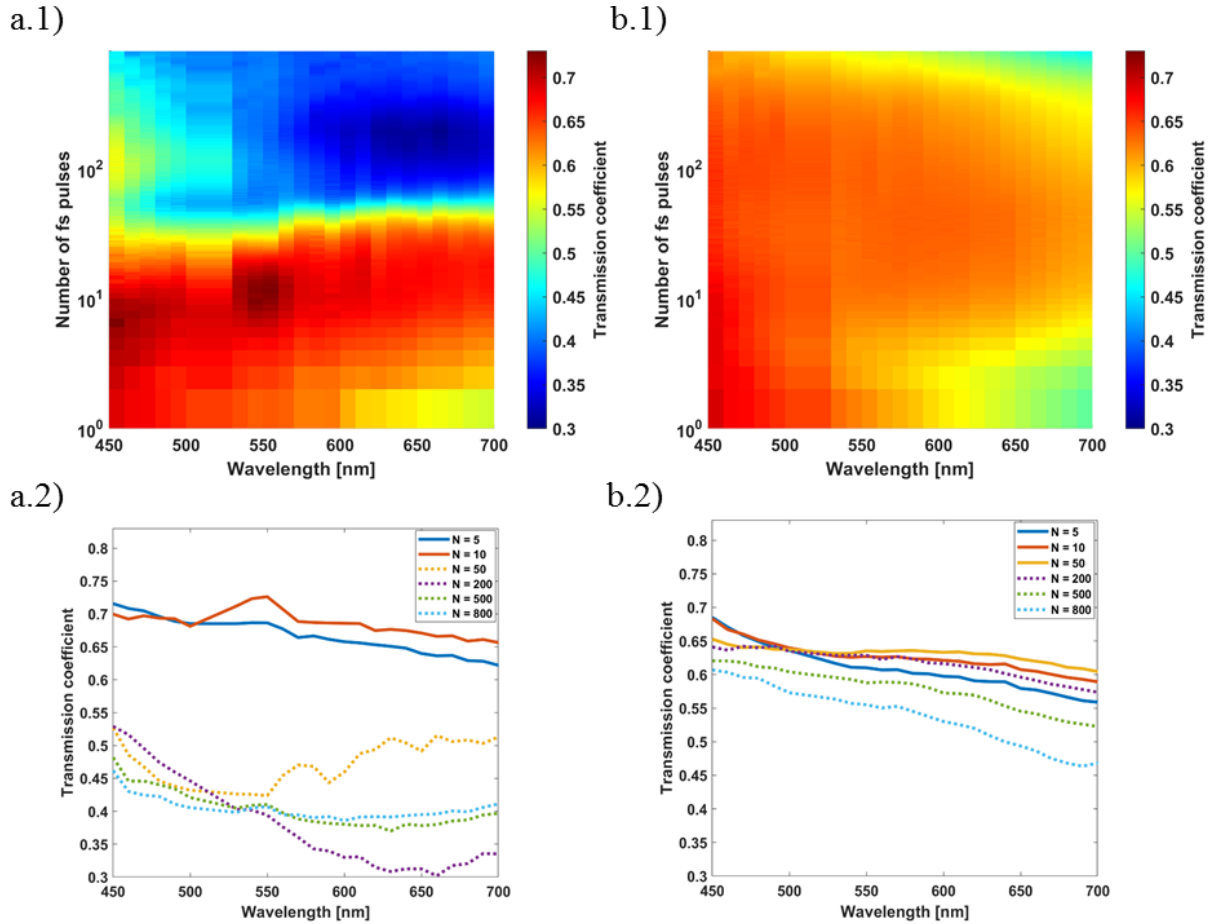 a.1)
b.1)
Number of fs pulses
10²
10¹
10⁰
450 500 550 600 650 700
Wavelength [nm]
0.7
0.65
0.6
0.55
0.5
0.45
0.4
0.35
0.3
Transmission coefficient
Number of fs pulses
10²
10¹
10⁰
450 500 550 600 650 700
Wavelength [nm]
0.7
0.65
0.6
0.55
0.5
0.45
0.4
0.35
0.3
Transmission coefficient
a.2)
b.2)
Transmission coefficient
0.8
0.75
0.7
0.65
0.6
0.55
0.5
0.45
0.4
0.35
0.3
450 500 550 600 650 700
Wavelength [nm]
N = 5
N = 10
N = 50
N = 200
N = 500
N = 800
Transmission coefficient
0.8
0.75
0.7
0.65
0.6
0.55
0.5
0.45
0.4
0.35
0.3
450 500 550 600 650 700
Wavelength [nm]
N = 5
N = 10
N = 50
N = 200
N = 500
N = 800